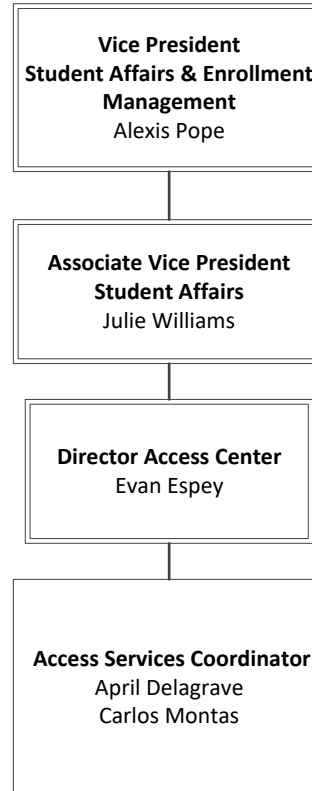 Vice President
Student Affairs & Enrollment
Management
Alexis Pope
Associate Vice President
Student Affairs
Julie Williams
Director Access Center
Evan Espey
Access Services Coordinator
April Delagrave
Carlos Montas